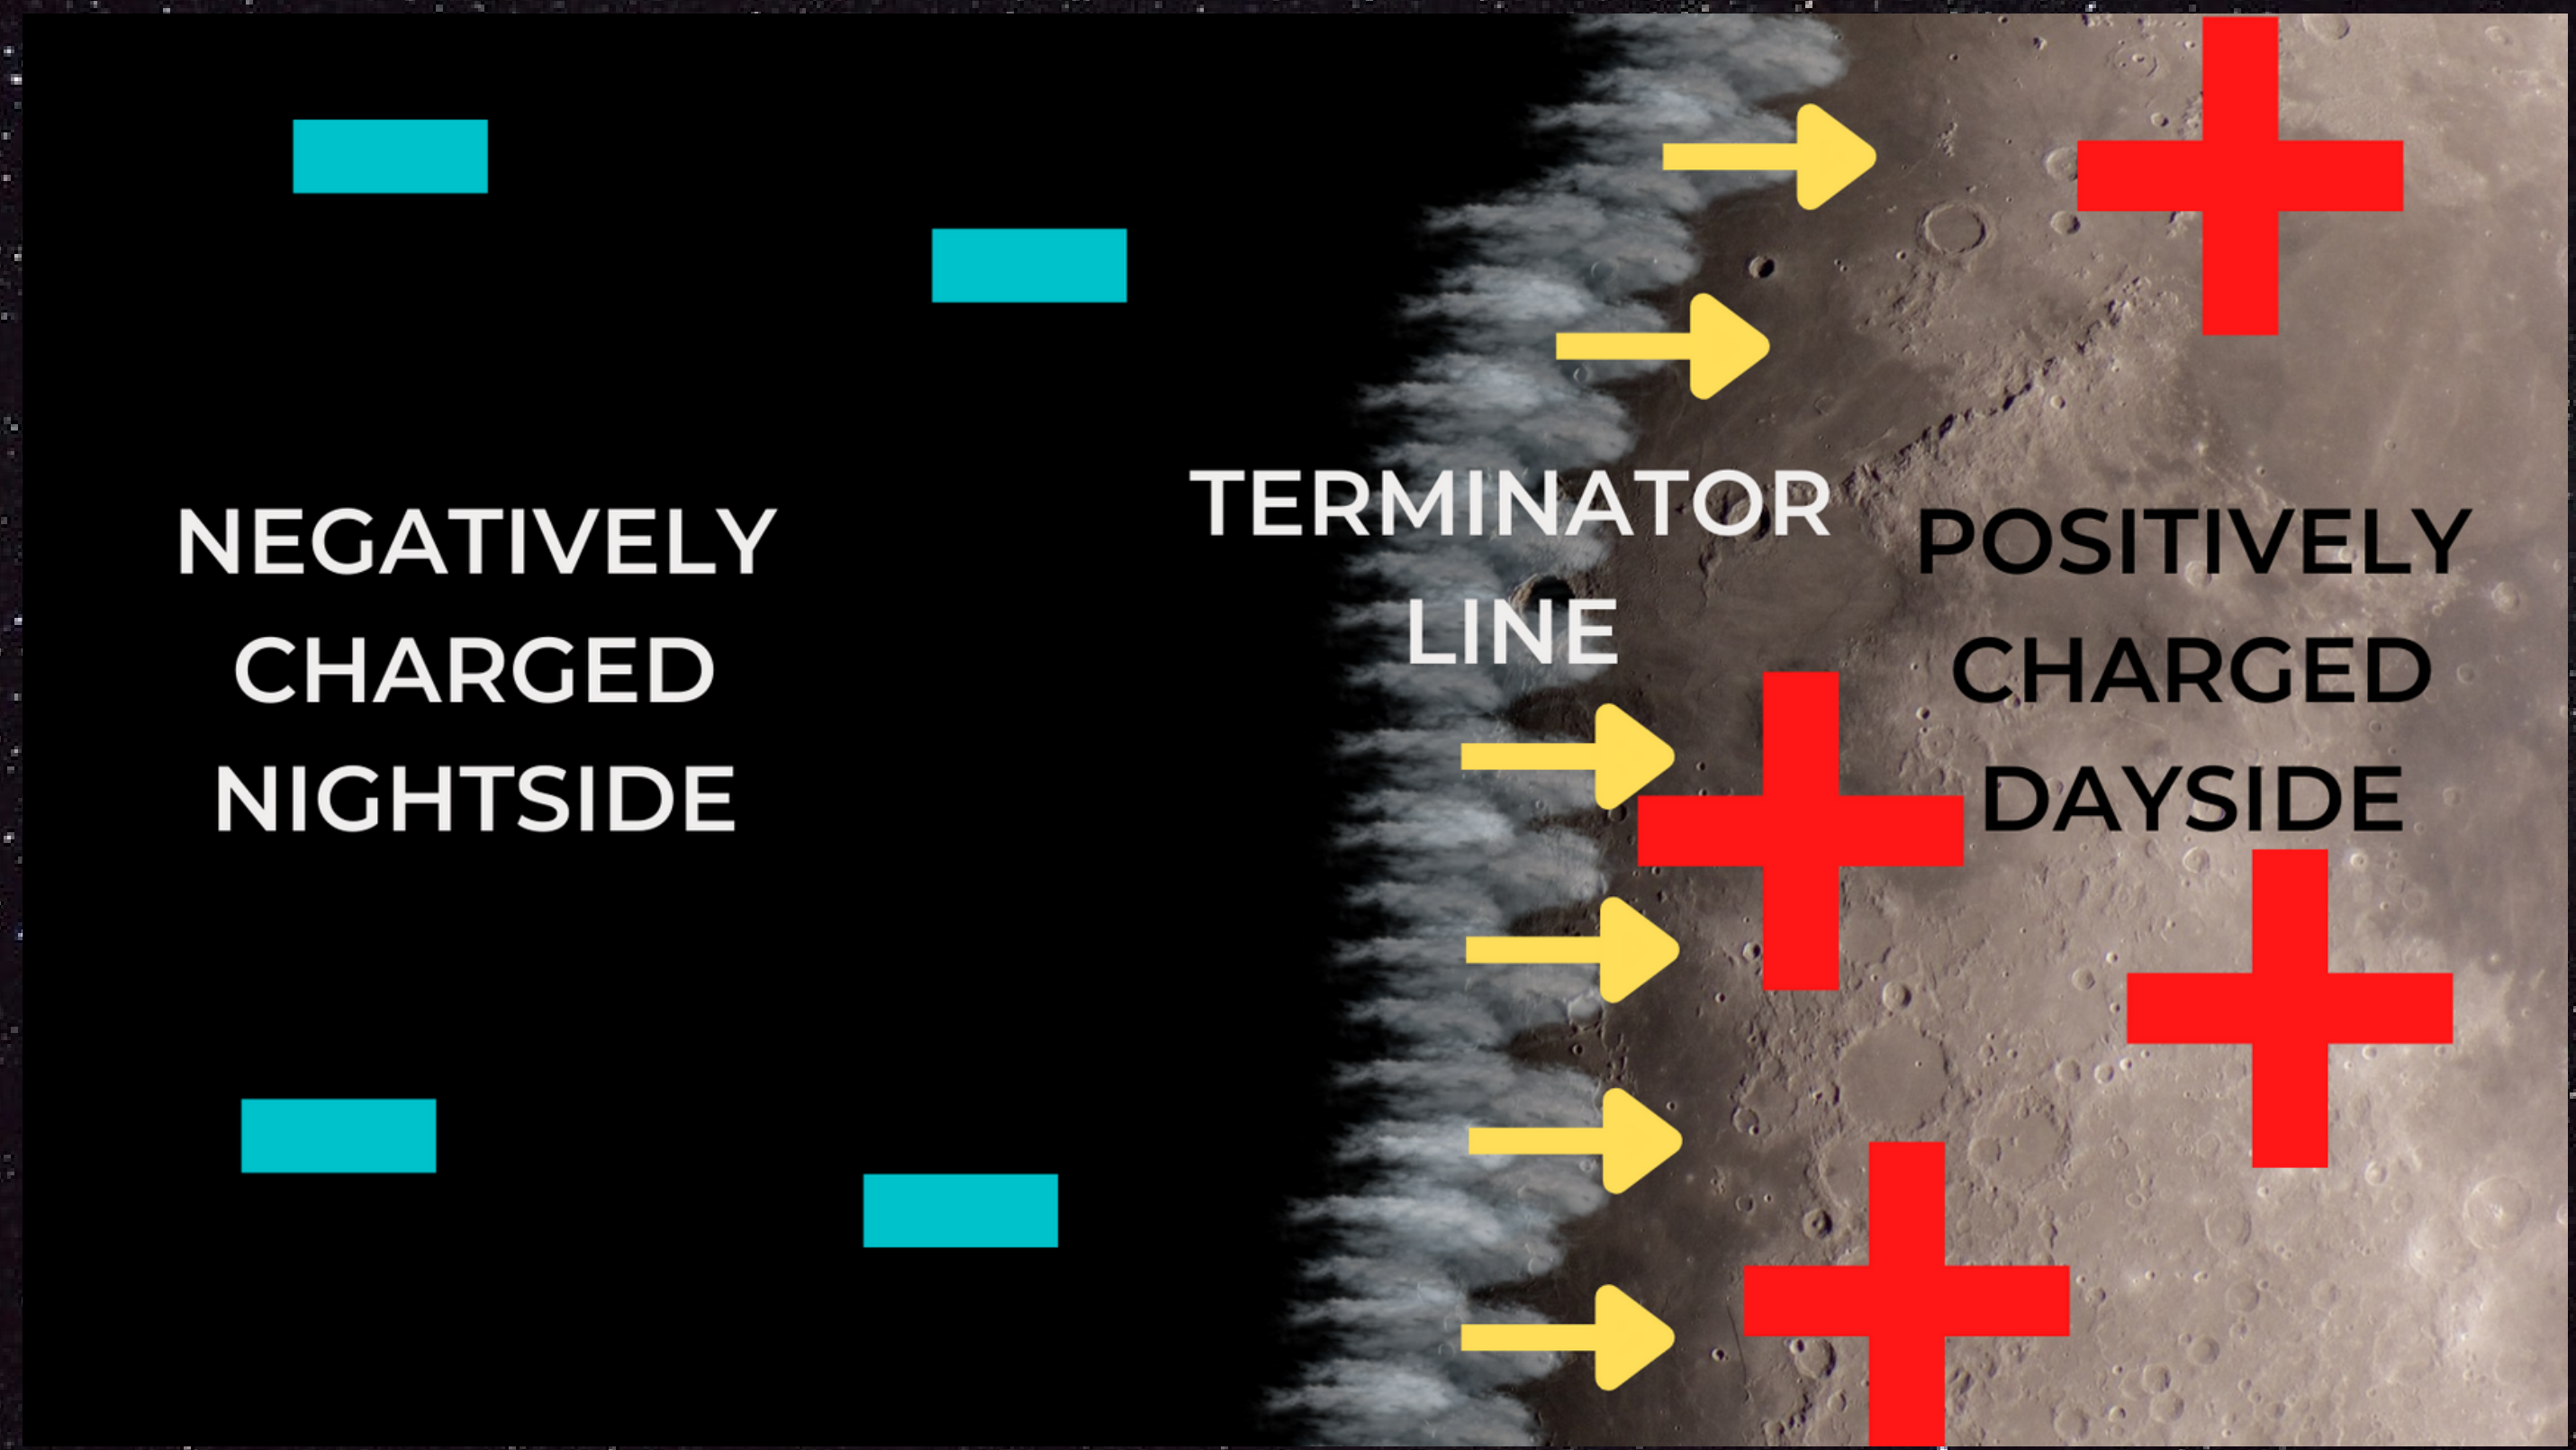 NEGATIVELY
CHARGED
NIGHTSIDE
TERMINATOR
LINE
POSITIVELY
CHARGED
DAYSIDE